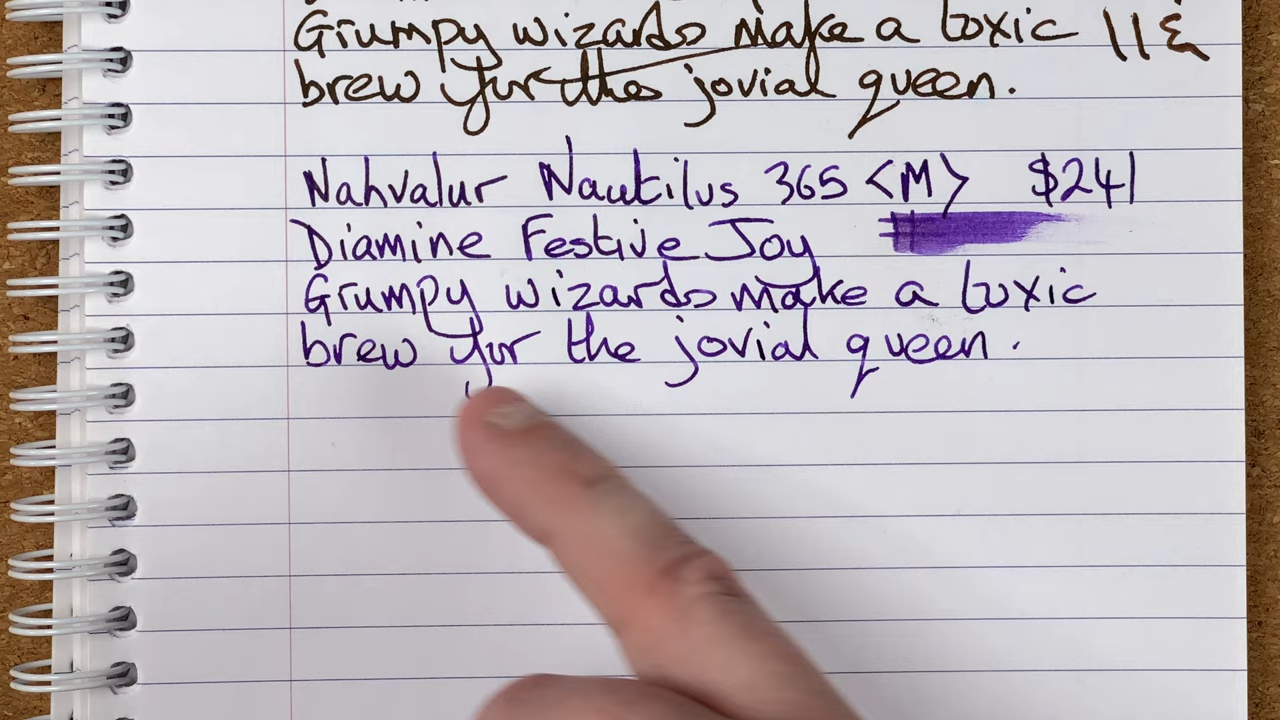 Grumpy wizards make a toxic
brew for the jovial queen.
Nahvalur Nautilus 365 <M> $241
Diamine Festive Joy
Grumpy wizards make a toxic
brew for the jovial queen.